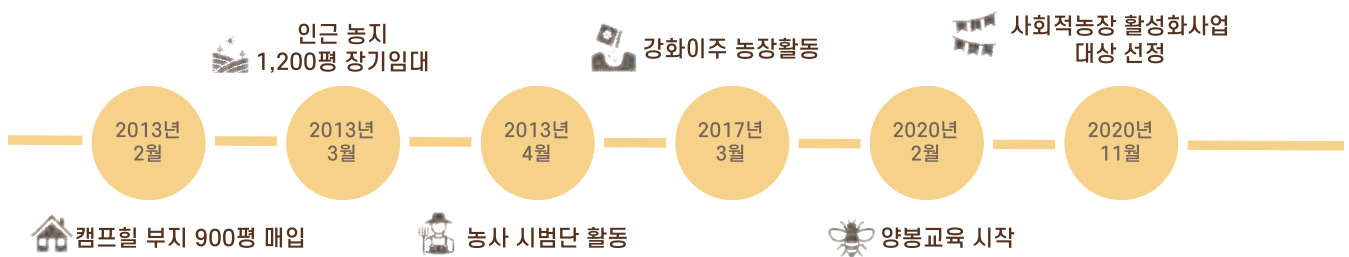 인근 농지
1,200평 장기임대
강화이주 농장활동
사회적농장 활성화사업
대상 선정
2013년
2월
2013년
3월
2013년
4월
2017년
3월
2020년
2월
2020년
11월
캠프힐 부지 900평 매입
농사 시범단 활동
양봉교육 시작